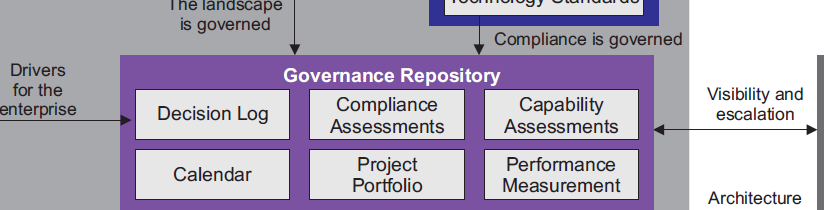 The landscape
is governed
Technology Standards
Compliance is governed
Drivers
for the
enterprise
Governance Repository
Decision Log
Compliance
Assessments
Capability
Assessments
Calendar
Project
Portfolio
Performance
Measurement
Visibility and
escalation
Architecture